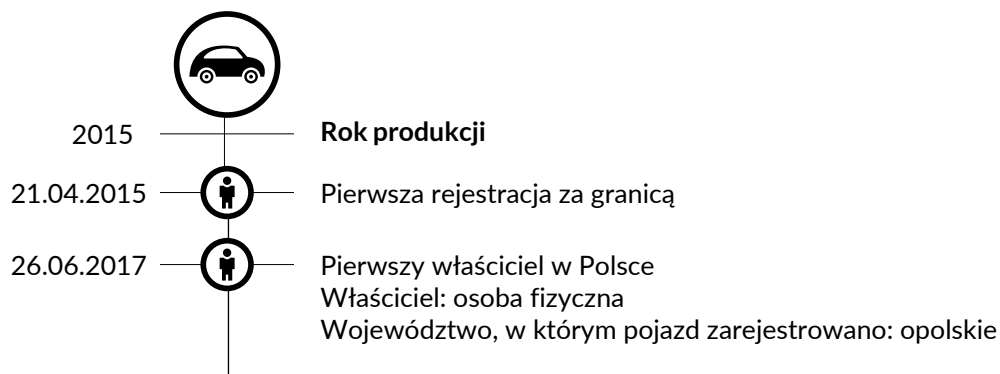 2015 Rok produkcji
21.04.2015 Pierwsza rejestracja za granicą
26.06.2017 Pierwszy właściciel w Polsce
Właściciel: osoba fizyczna
Województwo, w którym pojazd zarejestrowano: opolskie